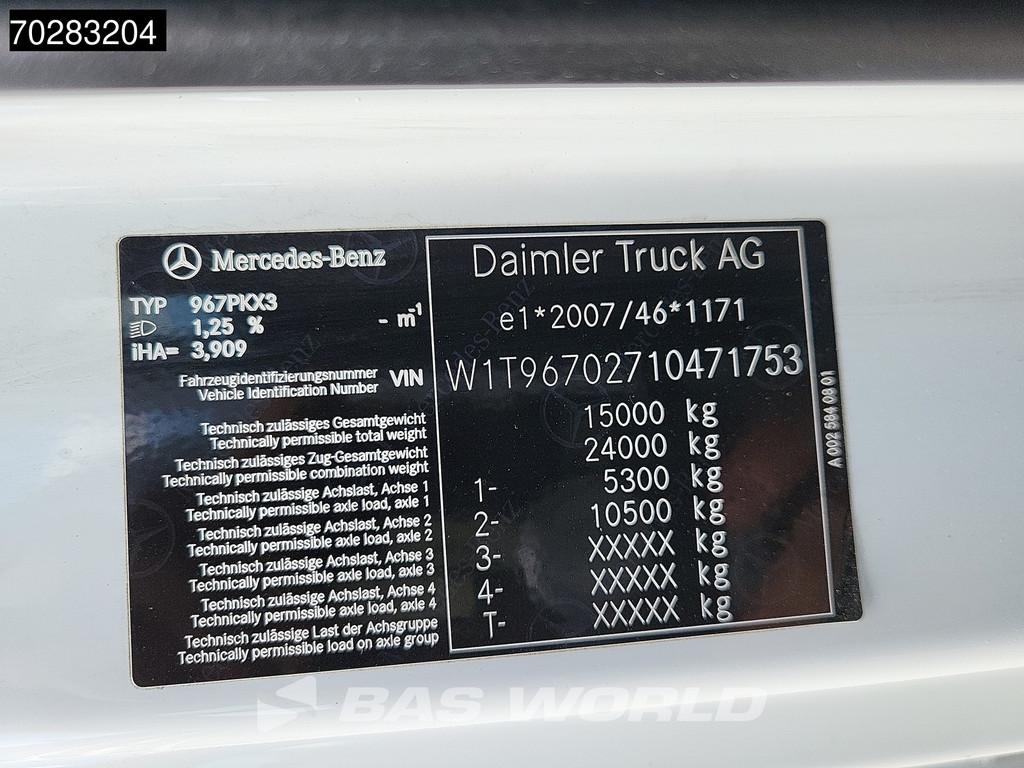 70283204
Mercedes-Benz
TYP 967PKX3
1,25 % - m⁻¹
iHA= 3,909
Fahrzeugidentifizierungsnummer
Vehicle Identification Number VIN
Technisch zulässiges Gesamtgewicht
Technically permissible total weight
Technisch zulässiges Zug-Gesamtgewicht
Technically permissible combination weight
Technisch zulässige Achslast, Achse 1
Technically permissible axle load, axle 1
Technisch zulässige Achslast, Achse 2
Technically permissible axle load, axle 2
Technisch zulässige Achslast, Achse 3
Technically permissible axle load, axle 3
Technisch zulässige Achslast, Achse 4
Technically permissible axle load, axle 4
Technisch zulässige Last der Achsgruppe
Technically permissible load on axle group
Daimler Truck AG
e1*2007/46*1171
W1T96702710471753
15000 kg
24000 kg
1- 5300 kg
2- 10500 kg
3- XXXXX kg
4- XXXXX kg
T- XXXXX kg
A 002 584 08 01
BAS WORLD